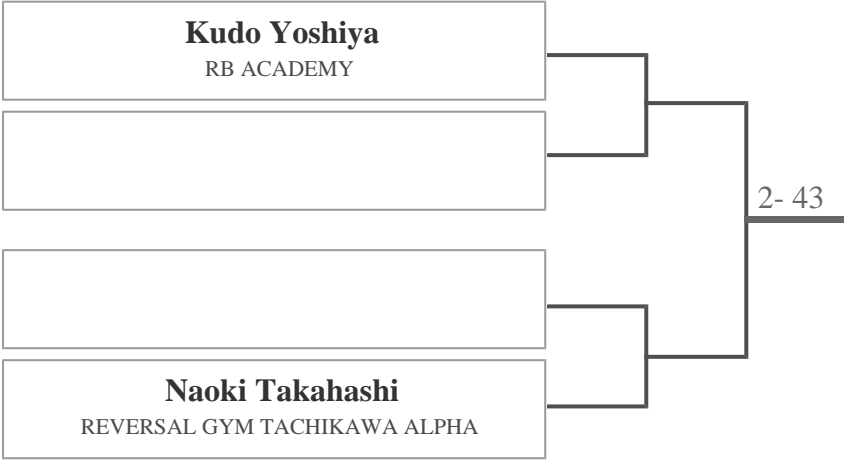 Kudo Yoshiya
RB ACADEMY
2- 43
Naoki Takahashi
REVERSAL GYM TACHIKAWA ALPHA